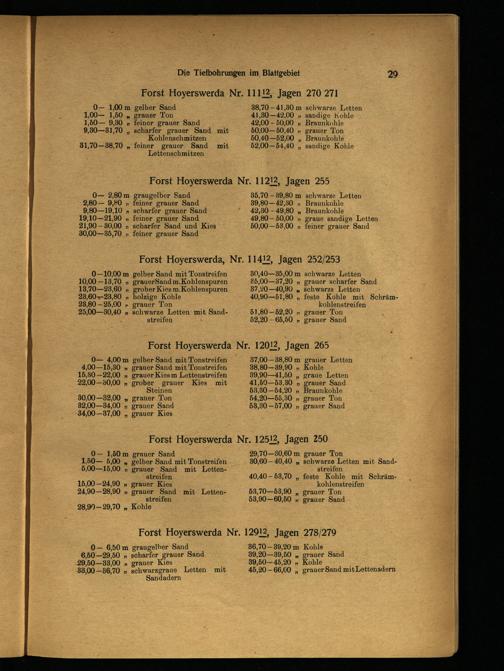 Die Tiefbohrungen im Blattgebiet 29
Forst Hoyerswerda Nr. 11112, Jagen 270 271
0— 1,00 m gelber Sand
1,00— 1,50 „ grauer Ton
1,50— 9,30 „ feiner grauer Sand
9,30—31,70 „ scharfer grauer Sand mit
Kohlenschmitzen
31,70—38,70 „ feiner grauer Sand mit
Lettenschmitzen
38,70—41,30 m schwarze Letten
41,30—42,00 „ sandige Kohle
42,00—50,00 „ Braunkohle
50,00—50,40 „ grauer Ton
50,40—52,00 „ Braunkohle
52,00—54,40 „ sandige Kohle
Forst Hoyerswerda Nr. 11212, Jagen 255
0— 2,80 m graugelber Sand
2,80— 9,80 „ feiner grauer Sand
9,80—19,10 „ scharfer grauer Sand
19,10—21,90 „ feiner grauer Sand
21,90—30,00 „ scharfer Sand und Kies
30,00—35,70 „ feiner grauer Sand
35,70—39,80 m schwarze Letten
39,80—42,30 „ Braunkohle
42,30—49,80 „ Braunkohle
49,80—50,00 „ graue sandige Letten
50,00—53,00 „ feiner grauer Sand
Forst Hoyerswerda, Nr. 11412, Jagen 252/253
0—10,00 m gelber Sand mit Tonstreifen
10,00—13,70 „ grauer Sand m. Kohlenspuren
13,70—23,60 „ grober Kies m. Kohlenspuren
23,60—23,80 „ holzige Kohle
23,80—25,00 „ grauer Ton
25,00—30,40 „ schwarze Letten mit Sand-
streifen
30,40—35,00 m schwarze Letten
35,00—37,20 „ grauer scharfer Sand
37,20—40,90 „ schwarze Letten
40,90—51,80 „ feste Kohle mit Schräm-
kohlenstreifen
51,80—52,20 „ grauer Ton
52,20—65,50 „ grauer Sand
Forst Hoyerswerda Nr. 12012, Jagen 265
0— 4,00 m gelber Sand mit Tonstreifen
4,00—15,30 „ grauer Sand mit Tonstreifen
15,30—22,00 „ grauer Kies m Lettenstreifen
22,00—30,00 „ grober grauer Kies mit
Steinen
30,00—32,00 „ grauer Ton
32,00—34,00 „ grauer Sand
34,00—37,00 „ grauer Kies
37,00—38,80 m grauer Letten
38,80—39,90 „ Kohle
39,90—41,50 „ graue Letten
41,50—53,30 „ grauer Sand
53,30—54,20 „ Braunkohle
54,20—55,30 „ grauer Ton
55,30—57,00 „ grauer Sand
Forst Hoyerswerda Nr. 12512, Jagen 250
0— 1,50 m grauer Sand
1,50— 5,00 „ gelber Sand mit Tonstreifen
5,00—15,00 „ grauer Sand mit Letten-
streifen
15,00—24,90 „ grauer Kies
24,90—28,90 „ grauer Sand mit Letten-
streifen
28,90—29,70 „ Kohle
29,70—30,60 m grauer Ton
30,60—40,40 „ schwarze Letten mit Sand-
streifen
40,40—53,70 „ feste Kohle mit Schräm-
kohlenstreifen
53,70—53,90 „ grauer Ton
53,90—60,50 „ grauer Sand
Forst Hoyerswerda Nr. 12912, Jagen 278/279
0— 6,50 m graugelber Sand
6,50—29,50 „ scharfer grauer Sand
29,50—33,00 „ grauer Kies
33,00—36,70 „ schwarzgraue Letten mit
Sandadern
36,70—39,20 m Kohle
39,20—39,50 „ grauer Sand
39,50—45,20 „ Kohle
45,20—66,00 „ grauer Sand mit Lettenadern